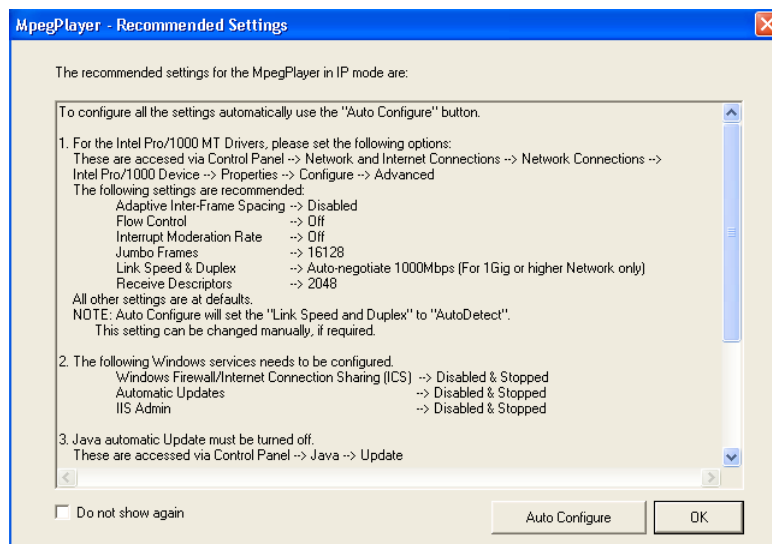 MpegPlayer - Recommended Settings
The recommended settings for the MpegPlayer in IP mode are:
To configure all the settings automatically use the "Auto Configure" button.
1. For the Intel Pro/1000 MT Drivers, please set the following options:
These are accesed via Control Panel --> Network and Internet Connections --> Network Connections -->
Intel Pro/1000 Device --> Properties --> Configure --> Advanced
The following settings are recommended:
Adaptive Inter-Frame Spacing --> Disabled
Flow Control --> Off
Interrupt Moderation Rate --> Off
Jumbo Frames --> 16128
Link Speed & Duplex --> Auto-negotiate 1000Mbps (For 1Gig or higher Network only)
Receive Descriptors --> 2048
All other settings are at defaults.
NOTE: Auto Configure will set the "Link Speed and Duplex" to "AutoDetect".
This setting can be changed manually, if required.
2. The following Windows services needs to be configured.
Windows Firewall/Internet Connection Sharing (ICS) --> Disabled & Stopped
Automatic Updates --> Disabled & Stopped
IIS Admin --> Disabled & Stopped
3. Java automatic Update must be turned off.
These are accessed via Control Panel --> Java --> Update
Do not show again
Auto Configure
OK